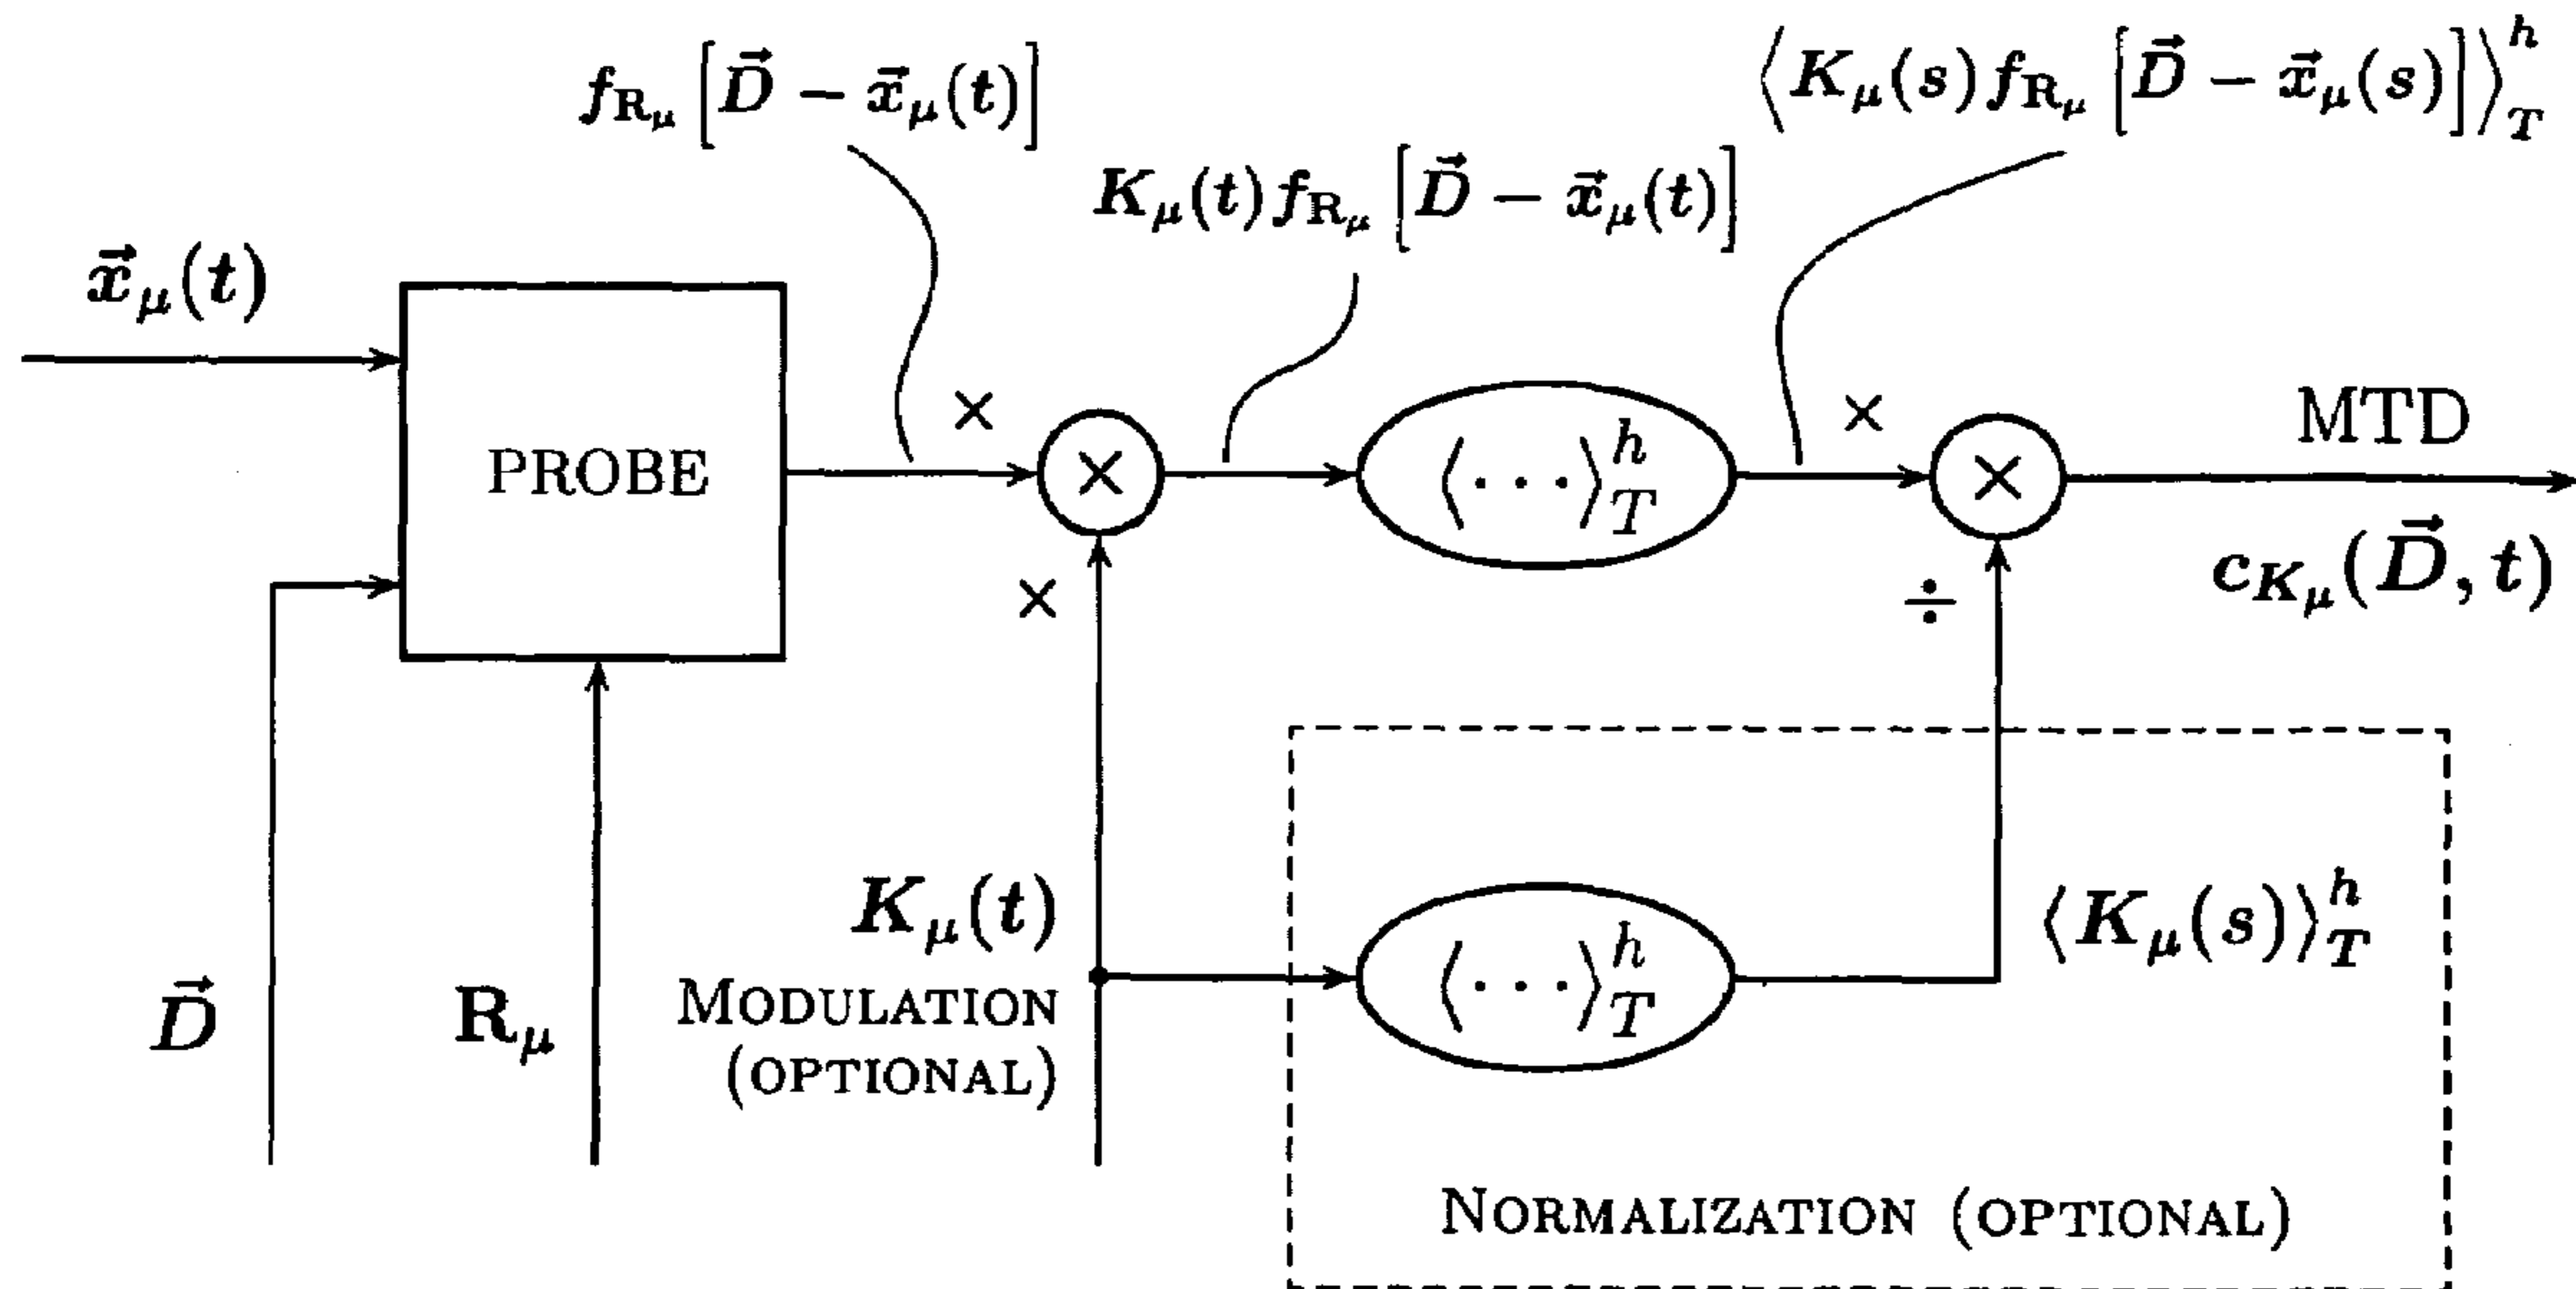 f_{R_μ} [D⃗ − x⃗_μ(t)]
⟨K_μ(s) f_{R_μ} [D⃗ − x⃗_μ(s)]⟩_T^h
K_μ(t) f_{R_μ} [D⃗ − x⃗_μ(t)]
x⃗_μ(t)
PROBE
×
×
⟨···⟩_T^h
×
×
MTD
c_{K_μ}(D⃗, t)
×
÷
K_μ(t)
MODULATION
(OPTIONAL)
D⃗
R_μ
⟨···⟩_T^h
⟨K_μ(s)⟩_T^h
NORMALIZATION (OPTIONAL)